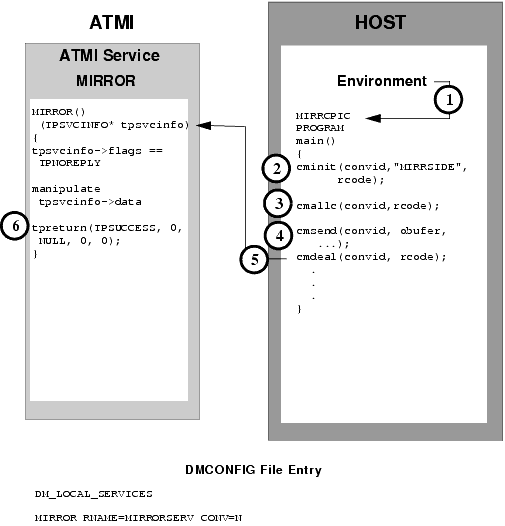 ATMI
ATMI Service
MIRROR
MIRROR()
(TPSVCINFO* tpsvcinfo)
{
tpsvcinfo->flags ==
TPNOREPLY
manipulate
tpsvcinfo->data
6
tpreturn(TPSUCCESS, 0,
NULL, 0, 0);
}
HOST
Environment
1
MIRRCPIC
PROGRAM
main()
{
2
cminit(convid,"MIRRSIDE",
rcode);
3
cmallc(convid,rcode);
4
cmsend(convid, obufer,
...);
5
cmdeal(convid, rcode);
.
.
.
}
DMCONFIG File Entry
DM_LOCAL_SERVICES
MIRROR RNAME=MIRRORSERV CONV=N